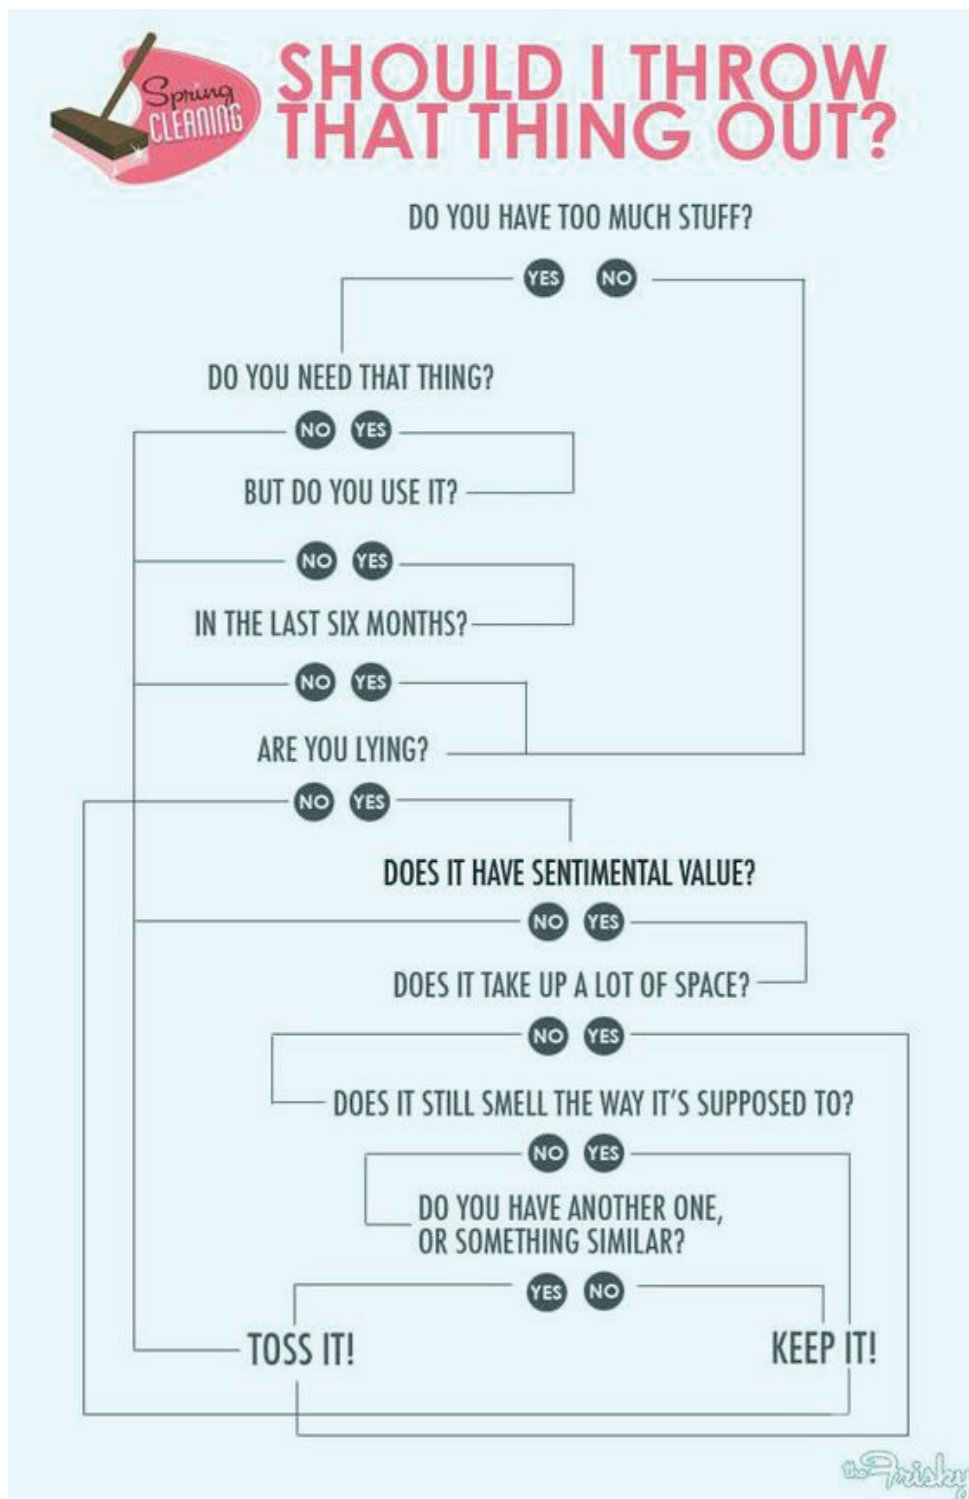 Spring
CLEANING
SHOULD I THROW
THAT THING OUT?
DO YOU HAVE TOO MUCH STUFF?
YES NO
DO YOU NEED THAT THING?
NO YES
BUT DO YOU USE IT?
NO YES
IN THE LAST SIX MONTHS?
NO YES
ARE YOU LYING?
NO YES
DOES IT HAVE SENTIMENTAL VALUE?
NO YES
DOES IT TAKE UP A LOT OF SPACE?
NO YES
DOES IT STILL SMELL THE WAY IT'S SUPPOSED TO?
NO YES
DO YOU HAVE ANOTHER ONE,
OR SOMETHING SIMILAR?
YES NO
TOSS IT! KEEP IT!
the Frisky